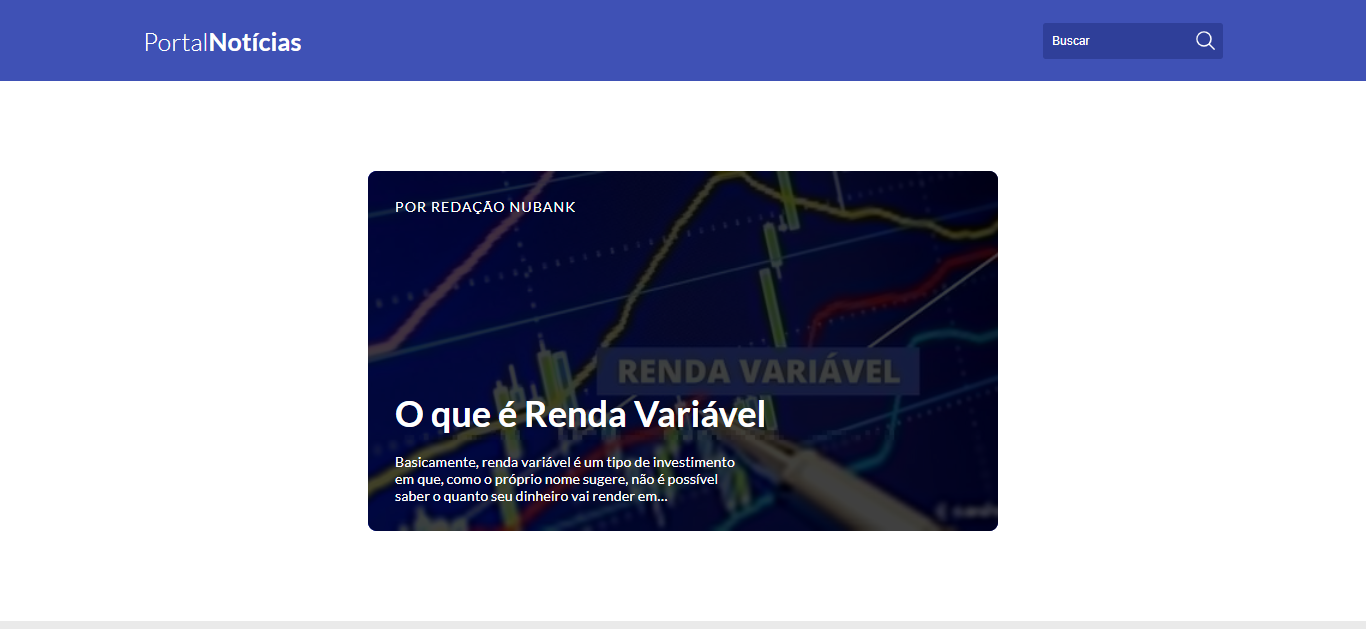 PortalNotícias
Buscar
POR REDAÇÃO NUBANK
RENDA VARIÁVEL
O que é Renda Variável
Basicamente, renda variável é um tipo de investimento
em que, como o próprio nome sugere, não é possível
saber o quanto seu dinheiro vai render em...